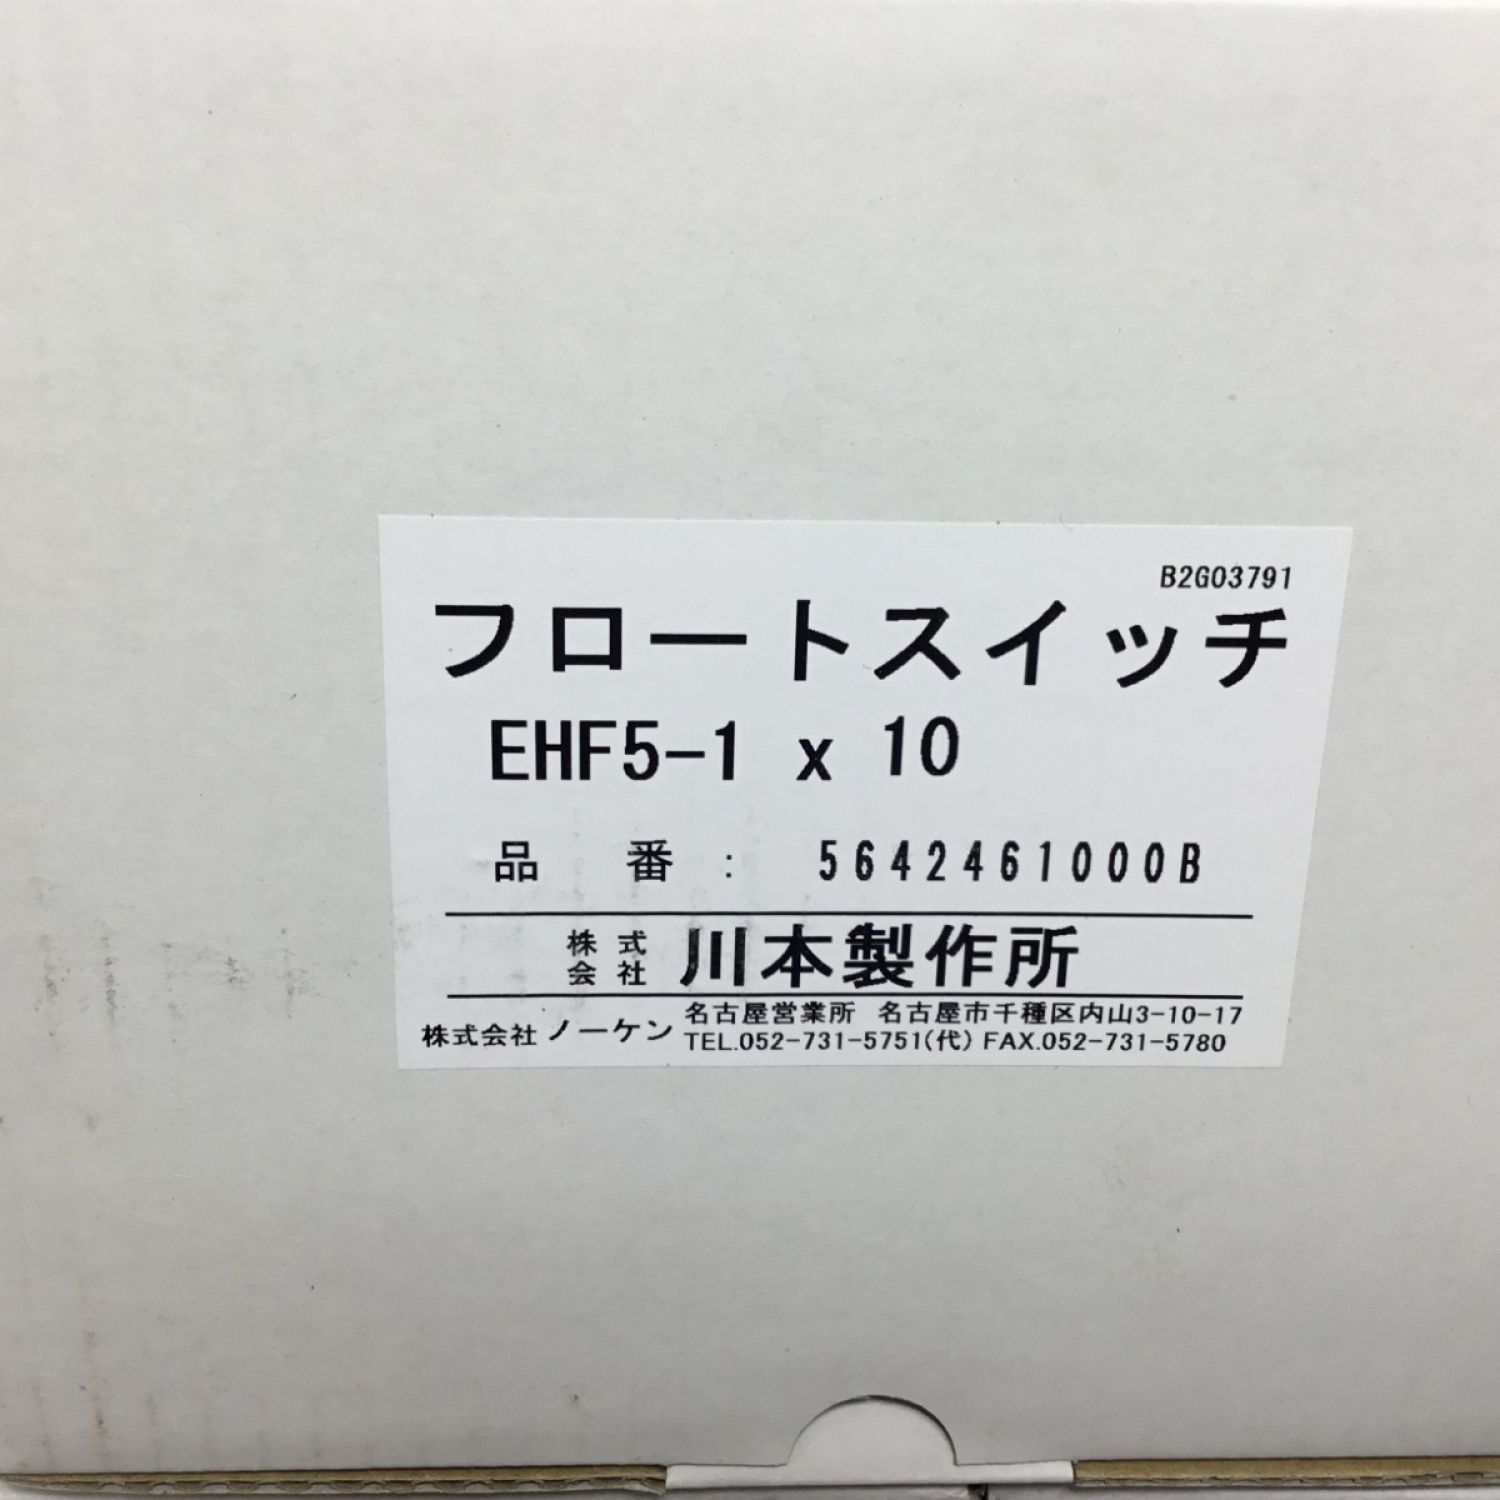 B2G03791
フロートスイッチ
EHF5-1 x 10
品 番 : 5642461000B
株式会社 川本製作所
株式会社 ノーケン 名古屋営業所 名古屋市千種区内山3-10-17
TEL.052-731-5751(代) FAX.052-731-5780